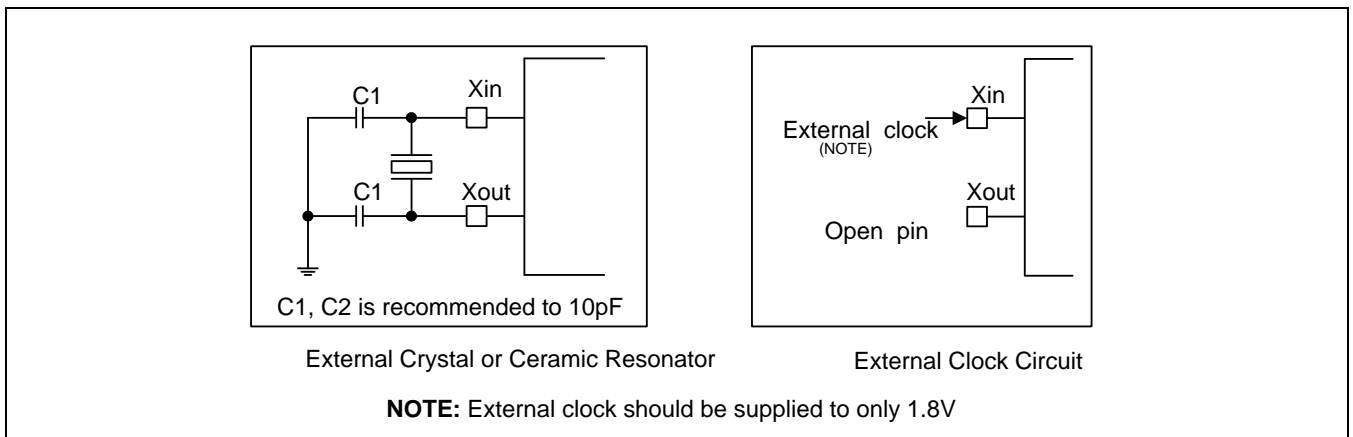 C1
Xin
C1
Xout
C1, C2 is recommended to 10pF
External Crystal or Ceramic Resonator
Xin
External clock
(NOTE)
Xout
Open pin
External Clock Circuit
NOTE: External clock should be supplied to only 1.8V